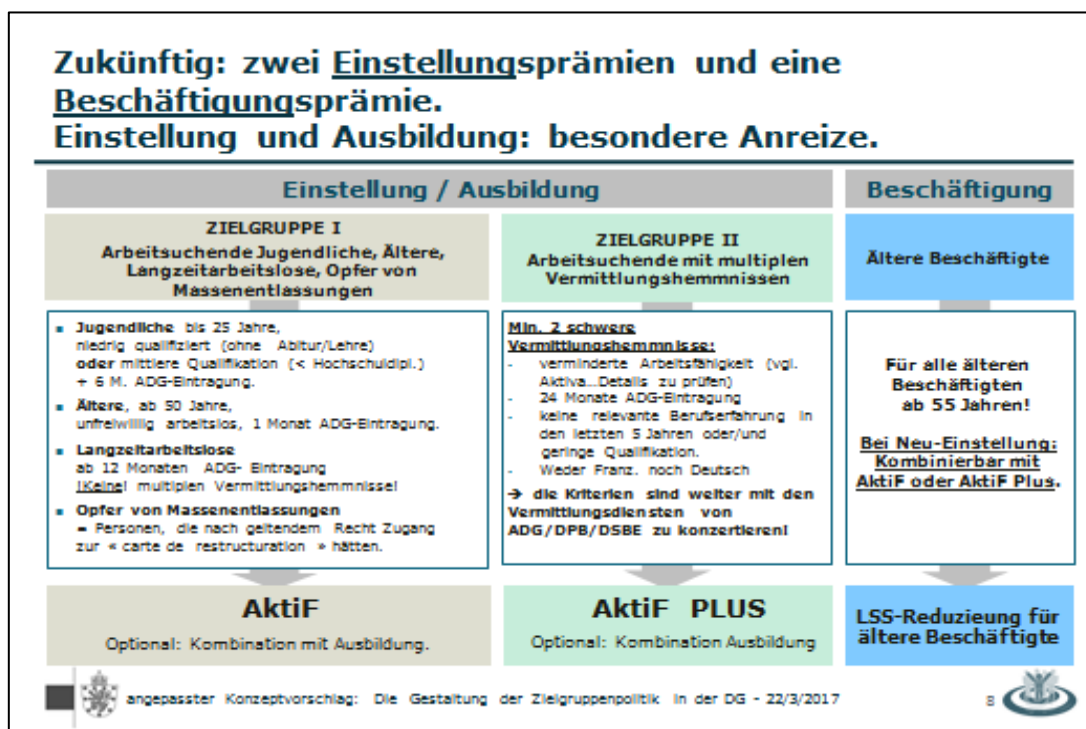 Zukünftig: zwei Einstellungsprämien und eine
Beschäftigungsprämie.
Einstellung und Ausbildung: besondere Anreize.
Einstellung / Ausbildung
Beschäftigung
ZIELGRUPPE I
Arbeitsuchende Jugendliche, Ältere,
Langzeitarbeitslose, Opfer von
Massenentlassungen
ZIELGRUPPE II
Arbeitsuchende mit multiplen
Vermittlungshemmnissen
Ältere Beschäftigte
▪ Jugendliche bis 25 Jahre,
niedrig qualifiziert (ohne Abitur/Lehre)
oder mittlere Qualifikation (< Hochschuldipl.)
+ 6 M. ADG-Eintragung.
▪ Ältere, ab 50 Jahre,
unfreiwillig arbeitslos, 1 Monat ADG-Eintragung.
▪ Langzeitarbeitslose
ab 12 Monaten ADG- Eintragung
!Keine! multiplen Vermittlungshemmnisse!
▪ Opfer von Massenentlassungen
= Personen, die nach geltendem Recht Zugang
zur « carte de restructuration » hätten.
Min. 2 schwere
Vermittlungshemmnisse:
- verminderte Arbeitsfähigkeit (vgl.
Aktiva...Details zu prüfen)
- 24 Monate ADG-Eintragung
- keine relevante Berufserfahrung in
den letzten 5 Jahren oder/und
geringe Qualifikation.
- Weder Franz. noch Deutsch
→ die Kriterien sind weiter mit den
Vermittlungsdiensten von
ADG/DPB/DSBE zu konzertieren!
Für alle älteren
Beschäftigten
ab 55 Jahren!
Bei Neu-Einstellung:
Kombinierbar mit
AktiF oder AktiF Plus.
AktiF
Optional: Kombination mit Ausbildung.
AktiF PLUS
Optional: Kombination Ausbildung
LSS-Reduzieung für
ältere Beschäftigte
angepasster Konzeptvorschlag: Die Gestaltung der Zielgruppenpolitik in der DG - 22/3/2017
8